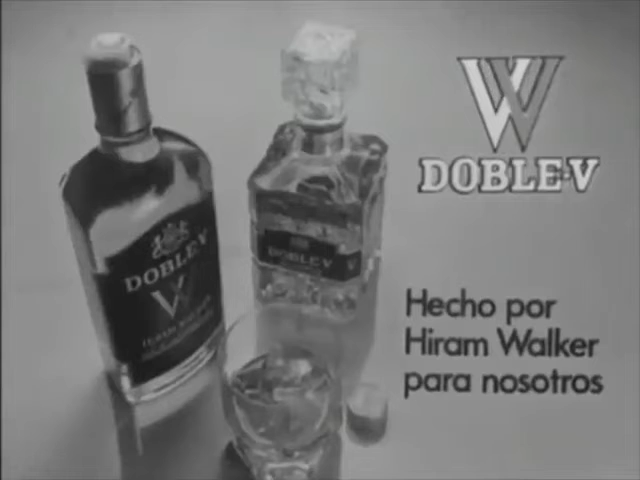 W
DOBLE-V
Hecho por
Hiram Walker
para nosotros
DOBLE-V
W
DOBLE V